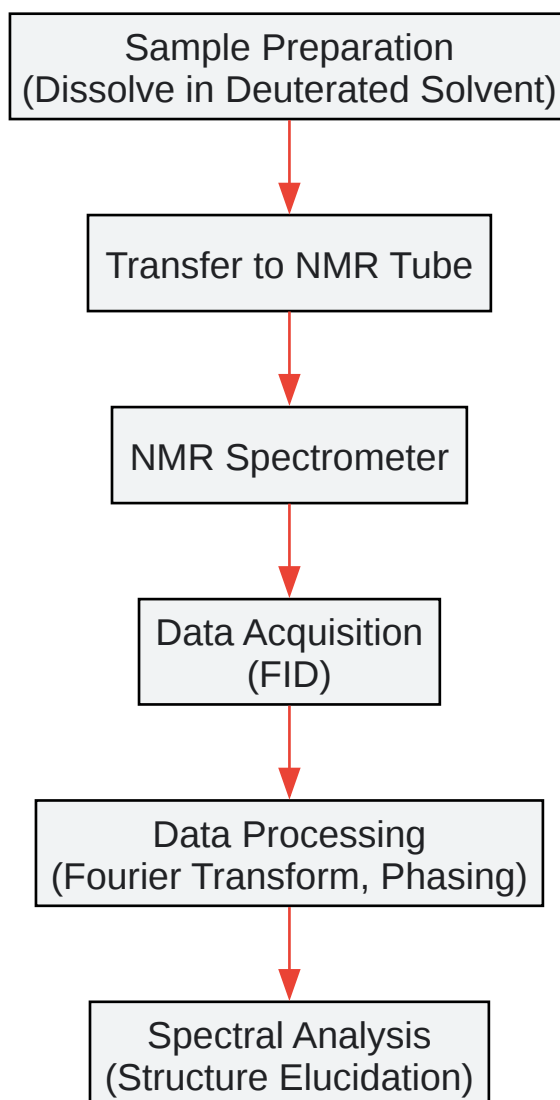 Sample Preparation
(Dissolve in Deuterated Solvent)
Transfer to NMR Tube
NMR Spectrometer
Data Acquisition
(FID)
Data Processing
(Fourier Transform, Phasing)
Spectral Analysis
(Structure Elucidation)